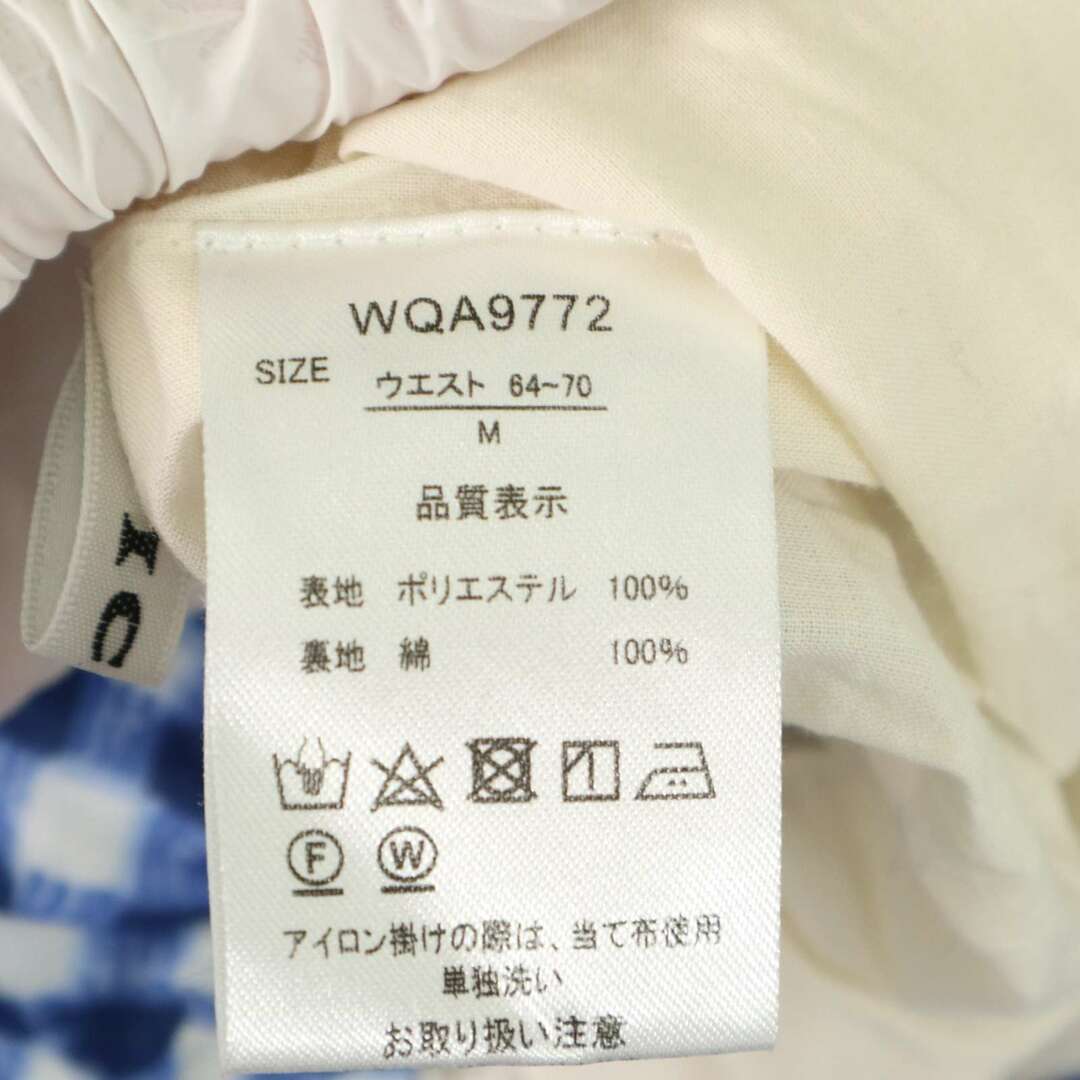 WQA9772
SIZE ウエスト 64~70
M
品質表示
表地 ポリエステル 100%
裏地 綿 100%
F W
アイロン掛けの際は、当て布使用
単独洗い
お取り扱い注意